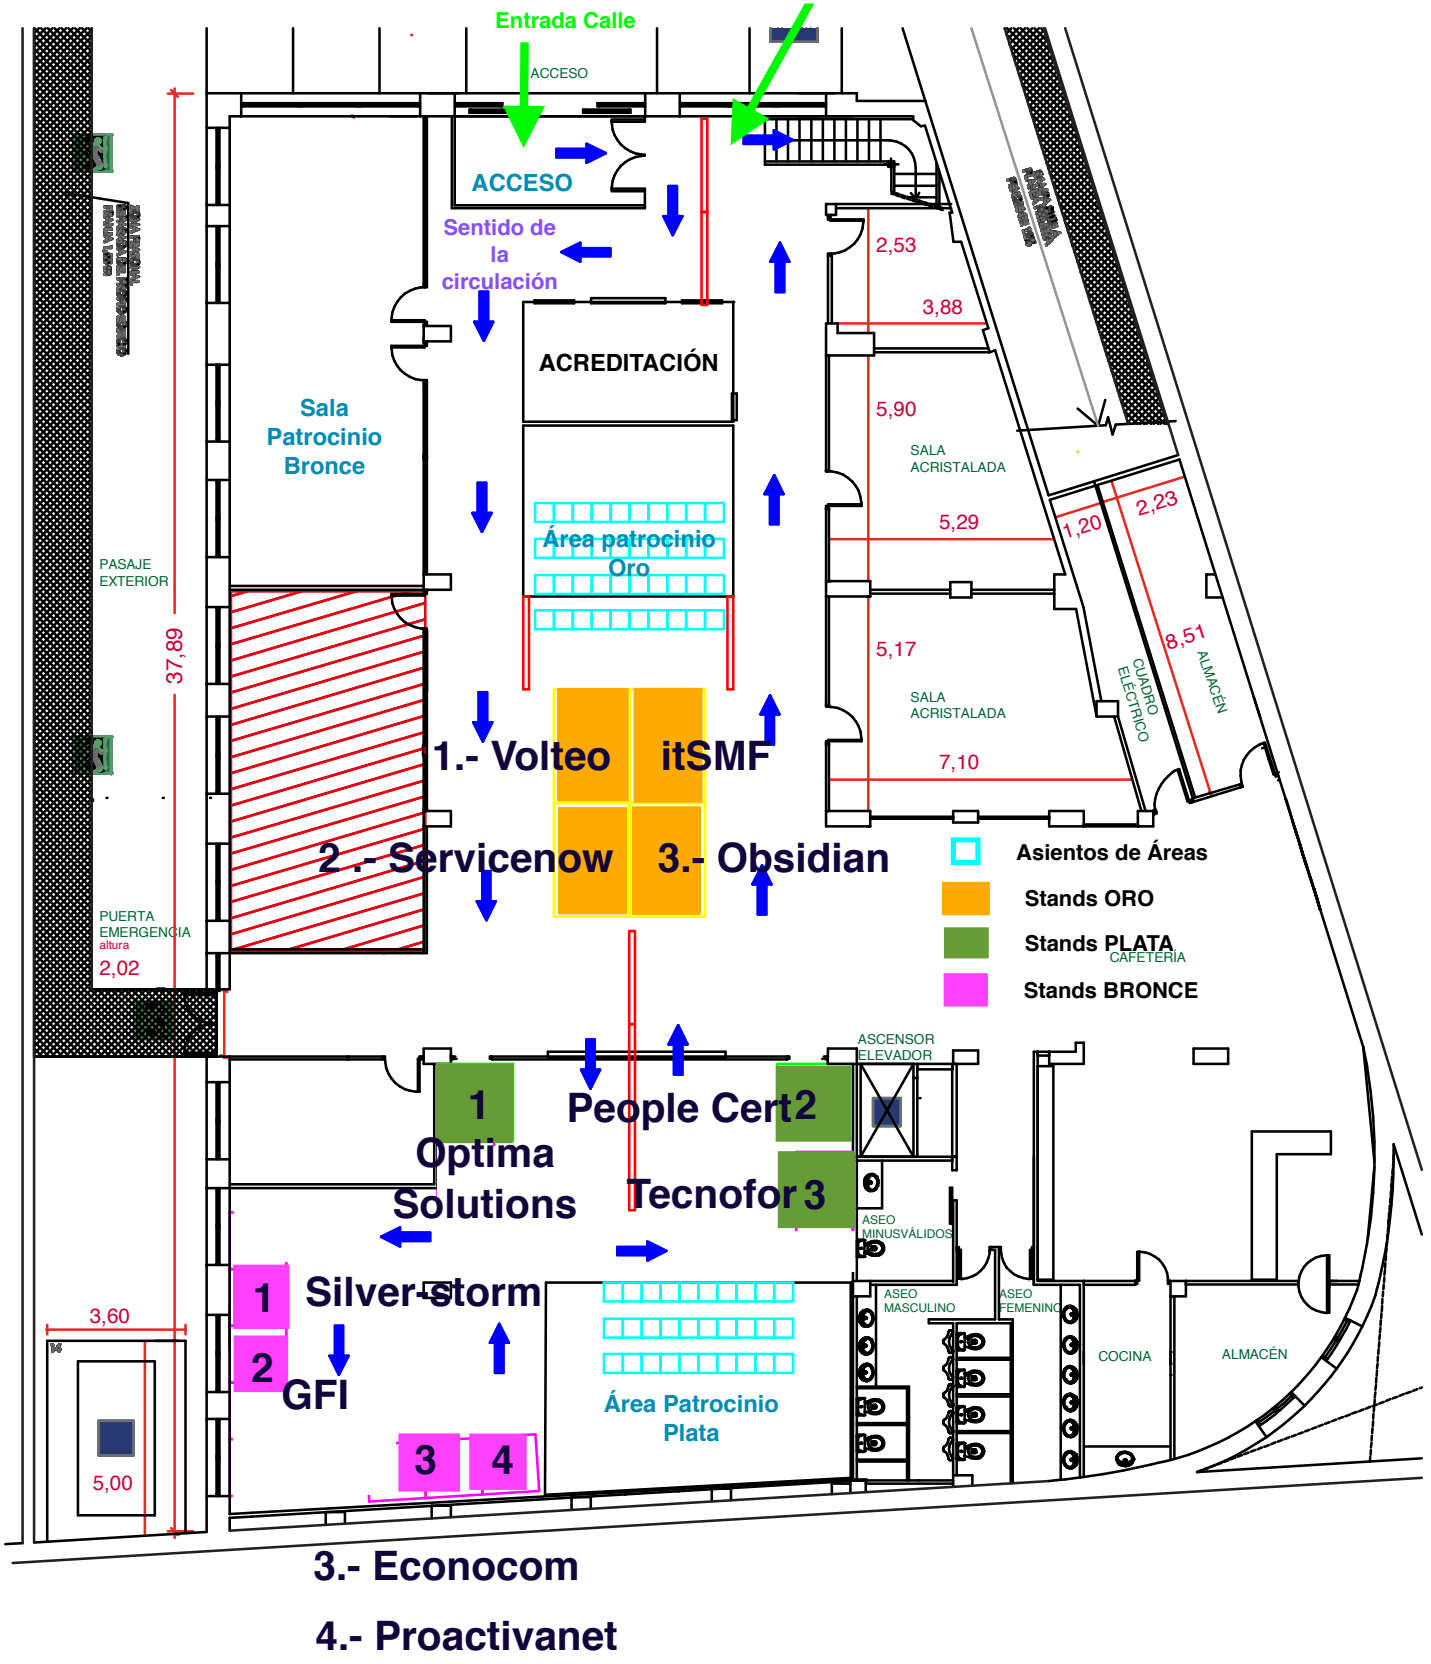 Entrada Calle
ACCESO
ACCESO
Sentido de
la
circulación
2,53
3,88
ACREDITACIÓN
Sala
Patrocinio
Bronce
5,90
SALA
ACRISTALADA
5,29
1,20
2,23
Área patrocinio
Oro
PASAJE
EXTERIOR
37,89
5,17
8,51
ALMACÉN
CUADRO
ELÉCTRICO
SALA
ACRISTALADA
7,10
1.- Volteo
itSMF
2 .- Servicenow
3.- Obsidian
Asientos de Áreas
Stands ORO
Stands PLATA
CAFETERÍA
Stands BRONCE
PUERTA
EMERGENCIA
altura
2,02
ASCENSOR
ELEVADOR
1
People Cert
2
Optima
Solutions
Tecnofor
3
ASEO
MINUSVÁLIDOS
1
Silver-storm
ASEO
MASCULINO
ASEO
FEMENINO
3,60
14
2
GFI
COCINA
ALMACÉN
Área Patrocinio
Plata
3
4
5,00
3.- Econocom
4.- Proactivanet